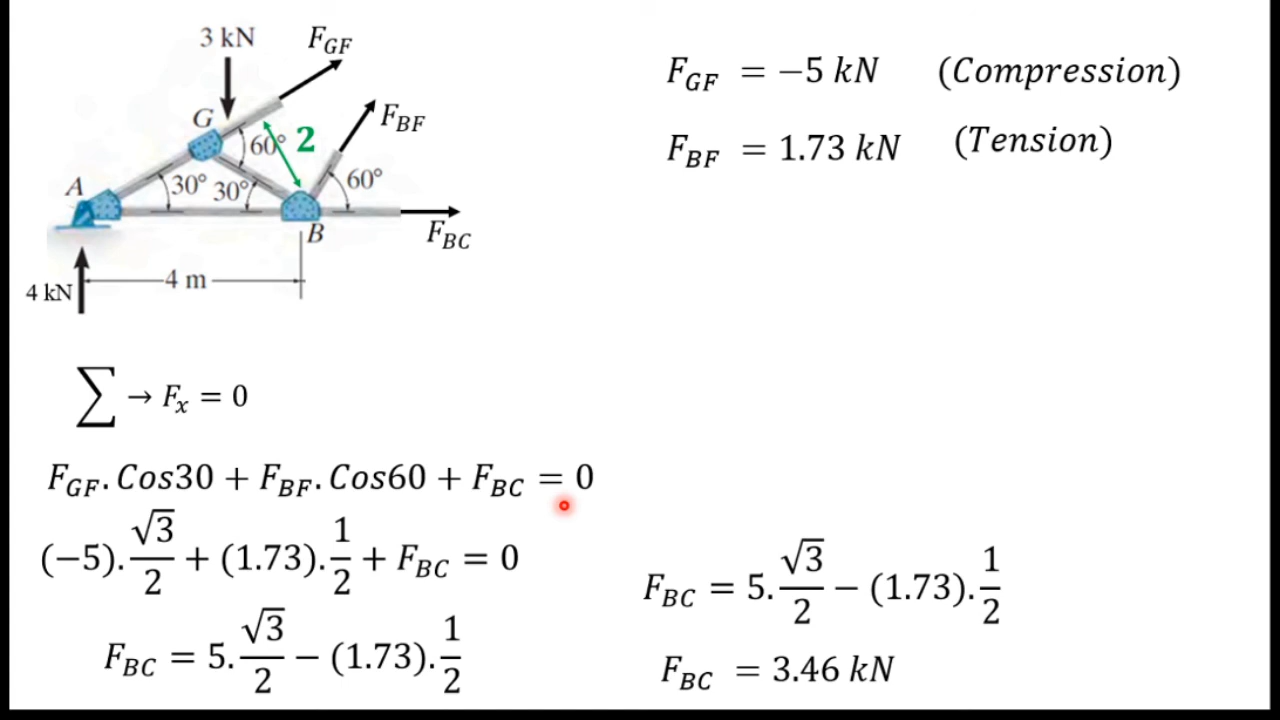 3 kN
F_GF
F_BF
G
60°
2
A
30°
30°
60°
B
F_BC
4 m
4 kN
F_GF = −5 kN (Compression)
F_BF = 1.73 kN (Tension)
∑ → F_x = 0
F_GF. Cos30 + F_BF. Cos60 + F_BC = 0
(−5). √3/2 + (1.73). 1/2 + F_BC = 0
F_BC = 5. √3/2 − (1.73). 1/2
F_BC = 5. √3/2 − (1.73). 1/2
F_BC = 3.46 kN